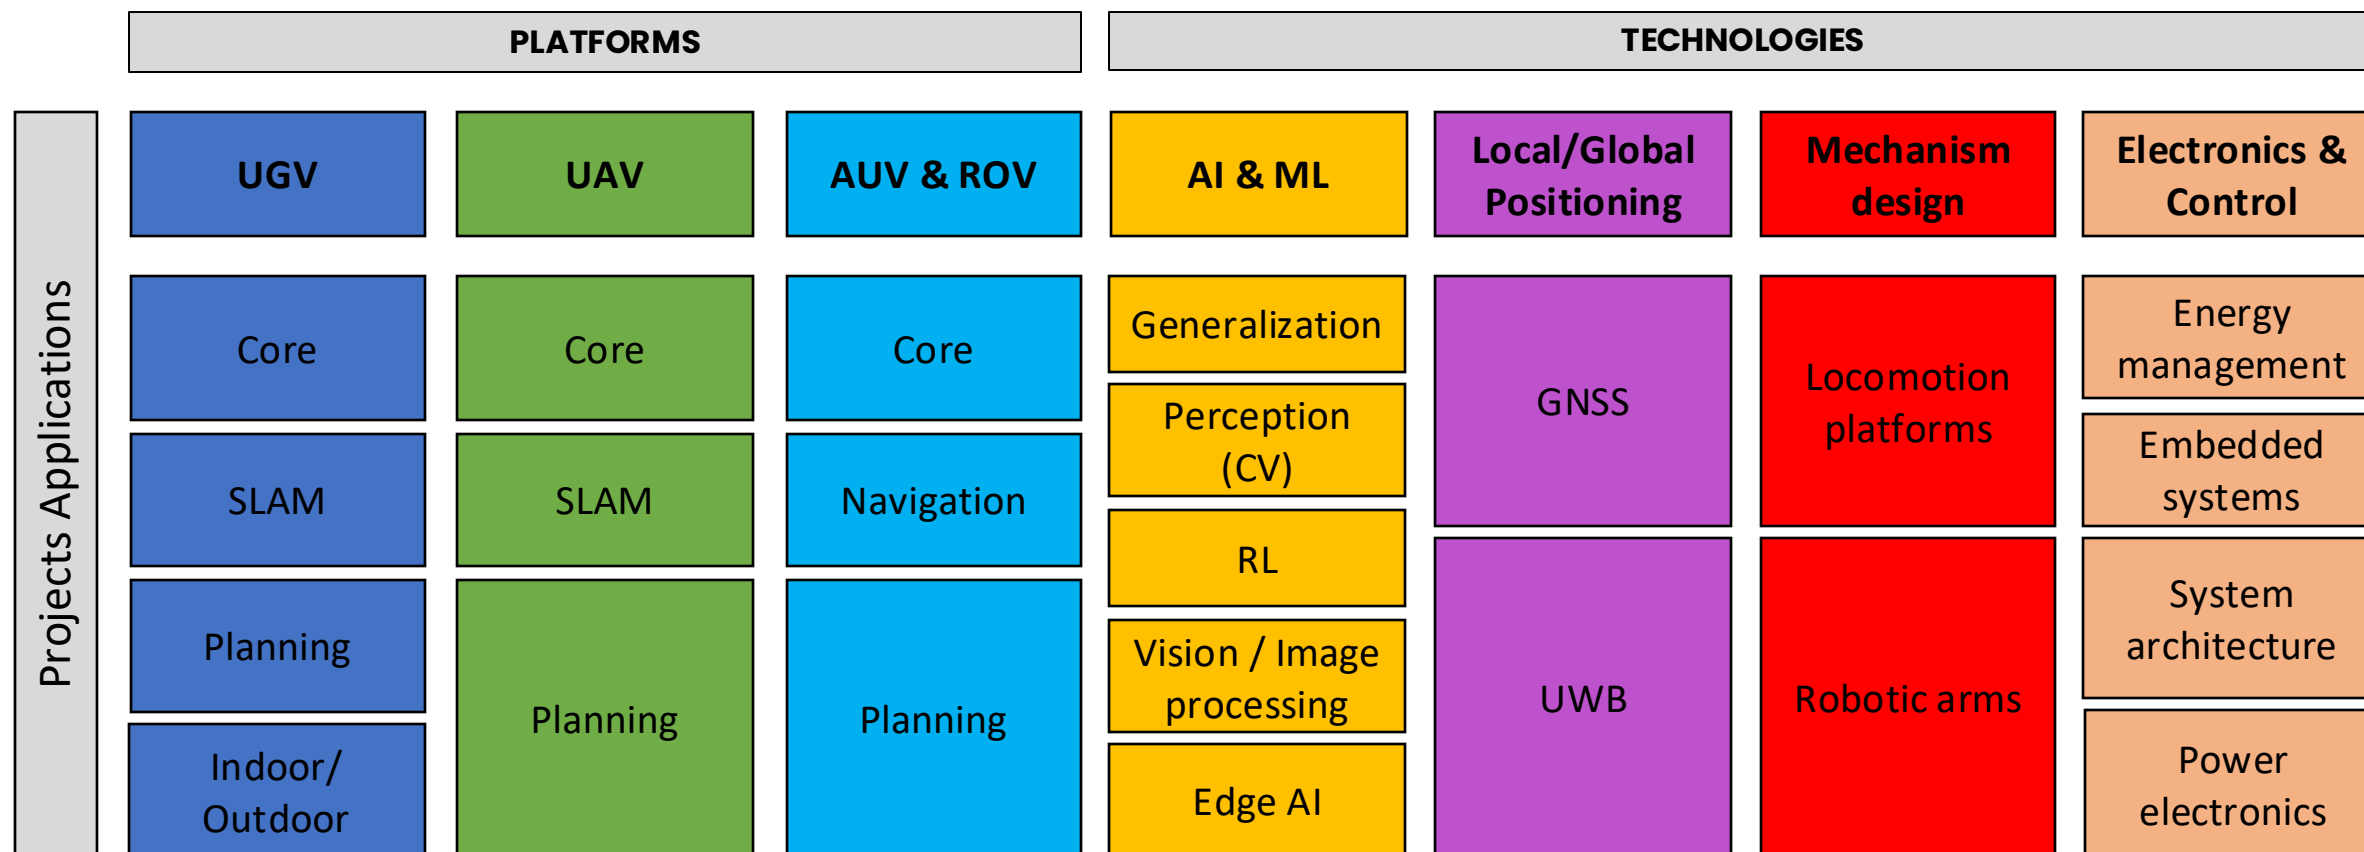 PLATFORMS
TECHNOLOGIES
Projects Applications
UGV
UAV
AUV & ROV
AI & ML
Local/Global
Positioning
Mechanism
design
Electronics &
Control
Core
SLAM
Planning
Indoor/
Outdoor
Core
SLAM
Planning
Core
Navigation
Planning
Generalization
Perception
(CV)
RL
Vision / Image
processing
Edge AI
GNSS
UWB
Locomotion
platforms
Robotic arms
Energy
management
Embedded
systems
System
architecture
Power
electronics